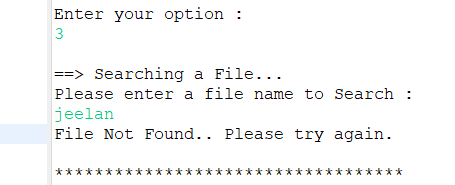 Enter your option :
3
==> Searching a File...
Please enter a file name to Search :
jeelan
File Not Found.. Please try again.
***********************************